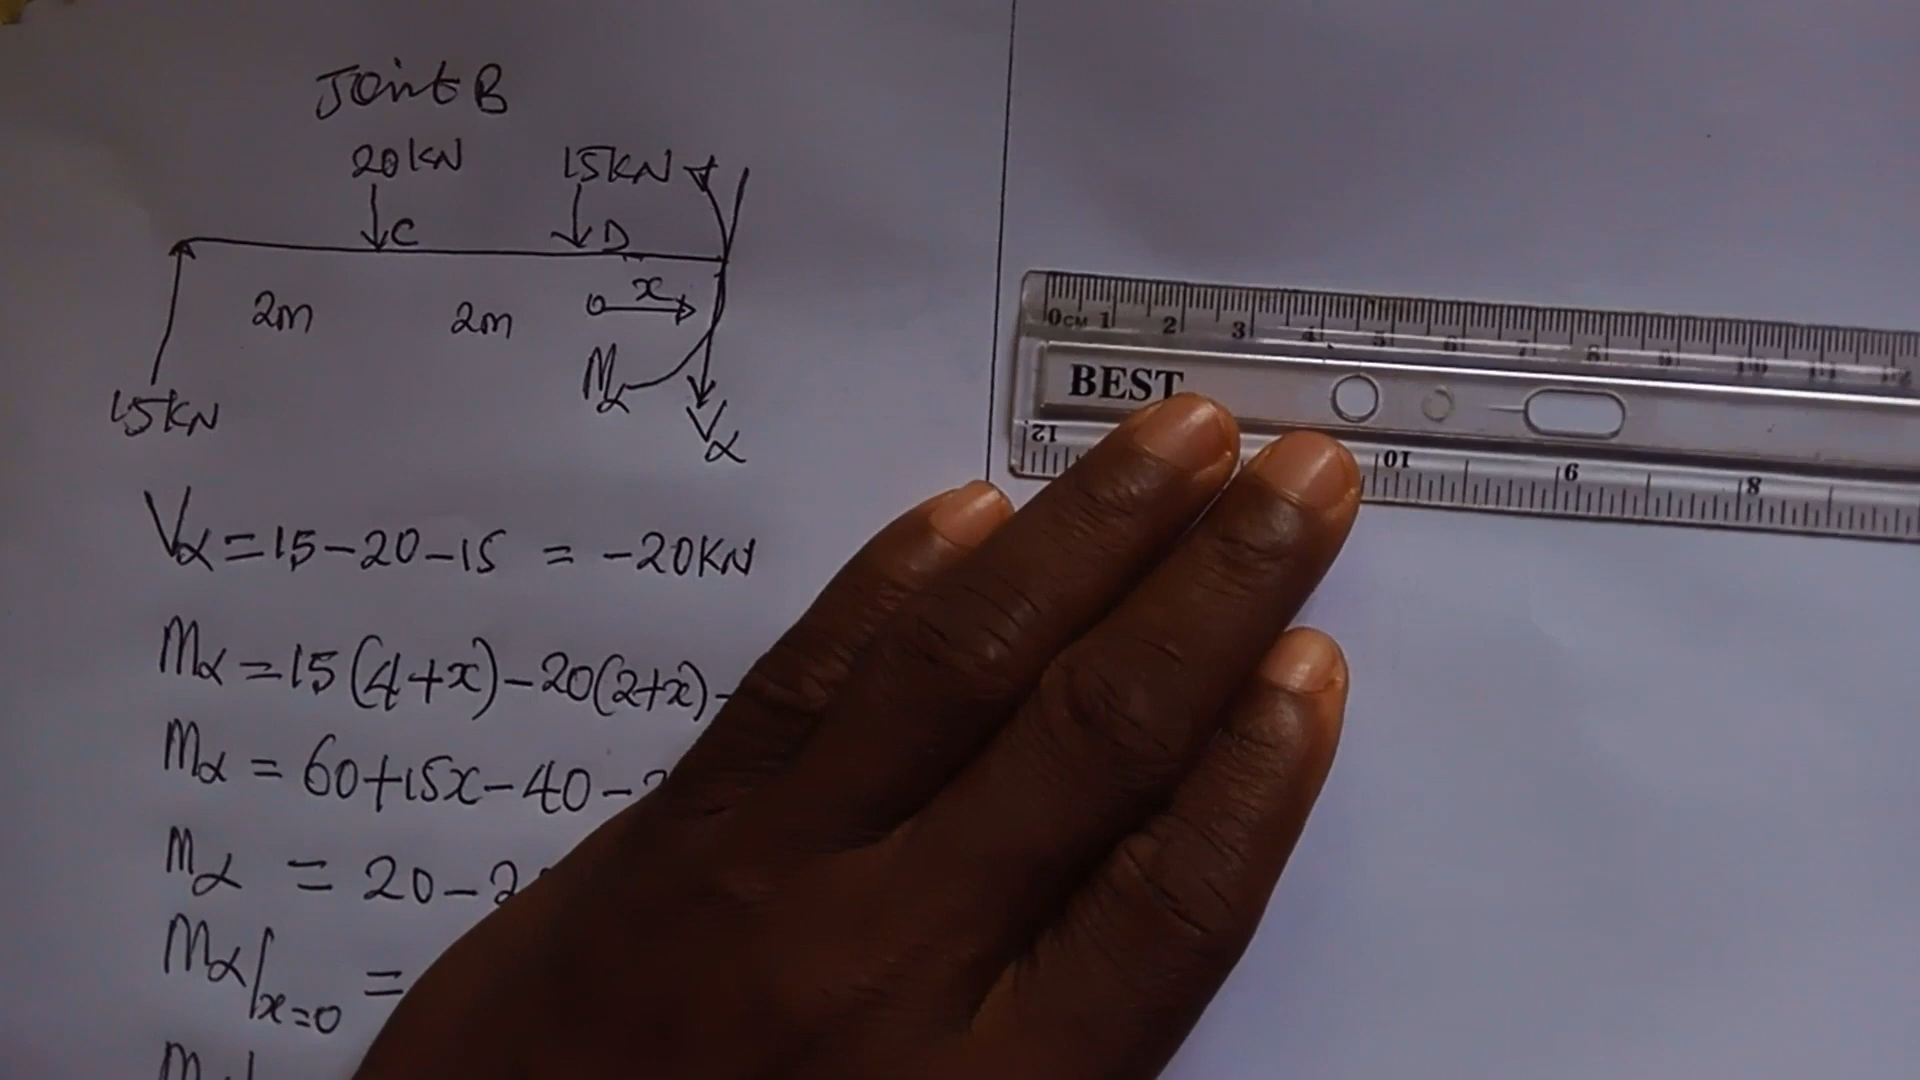 Joint B
20KN 15KN
C D
2m 2m x
Mx
15KN Vx
Vx = 15 - 20 - 15 = -20KN
Mx = 15(4+x) - 20(2+x) -
Mx = 60+15x - 40 -
Mx = 20 - 2
Mx/x=0 =
0CM 1 2 3 4 5 6 7 8 9 10 11 12
BEST
12 10 9 8